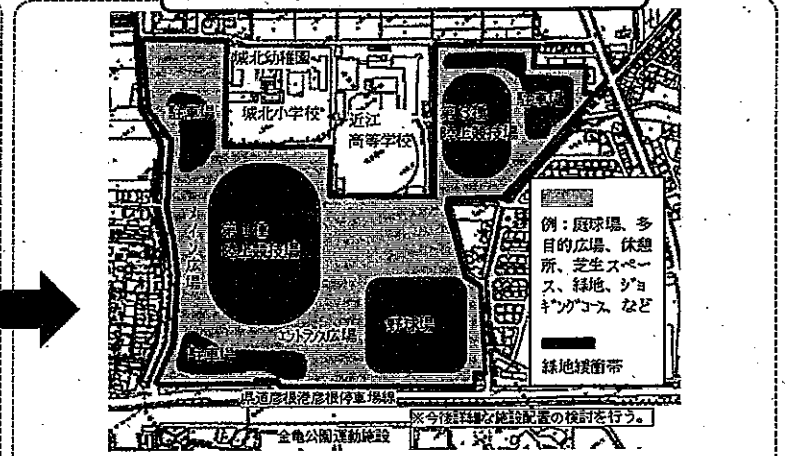 城北幼稚園
城北小学校
近江
高等学校
駐車場
駐車場
第3種
陸上競技場
第1種
陸上競技場
メイン広場
エントランス広場
野球場
駐車場
例：庭球場、多
目的広場、休憩
所、芝生スペー
ス、緑地、ジョ
ギングコース、など
緑地緩衝帯
県道彦根港彦根停車場線
※今後詳細な施設配置の検討を行う。
金亀公園運動施設